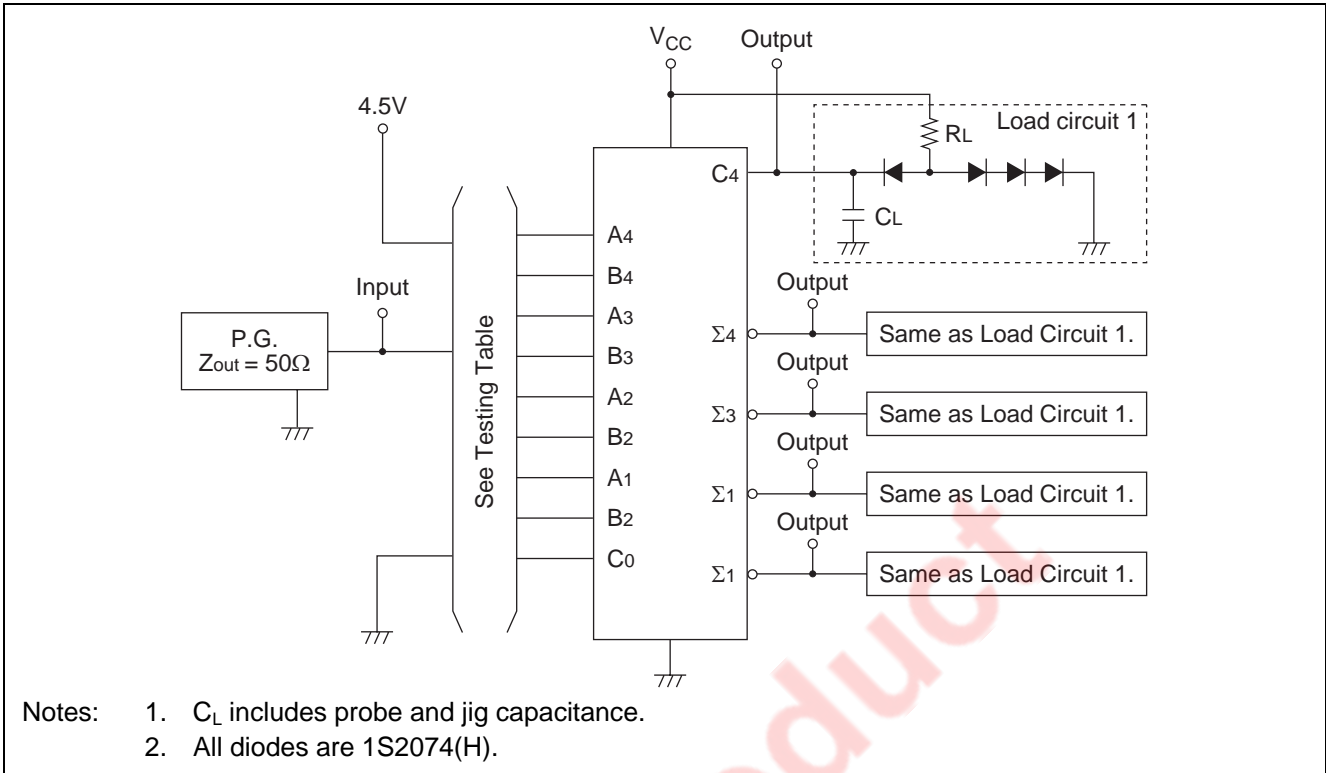 VCC
Output
4.5V
Load circuit 1
RL
C4
CL
A4
B4
A3
B3
A2
B2
A1
B2
C0
Input
P.G.
Zout = 50Ω
See Testing Table
Output
Σ4
Same as Load Circuit 1.
Output
Σ3
Same as Load Circuit 1.
Output
Σ1
Same as Load Circuit 1.
Output
Σ1
Same as Load Circuit 1.
Notes: 1. CL includes probe and jig capacitance.
2. All diodes are 1S2074(H).
duct